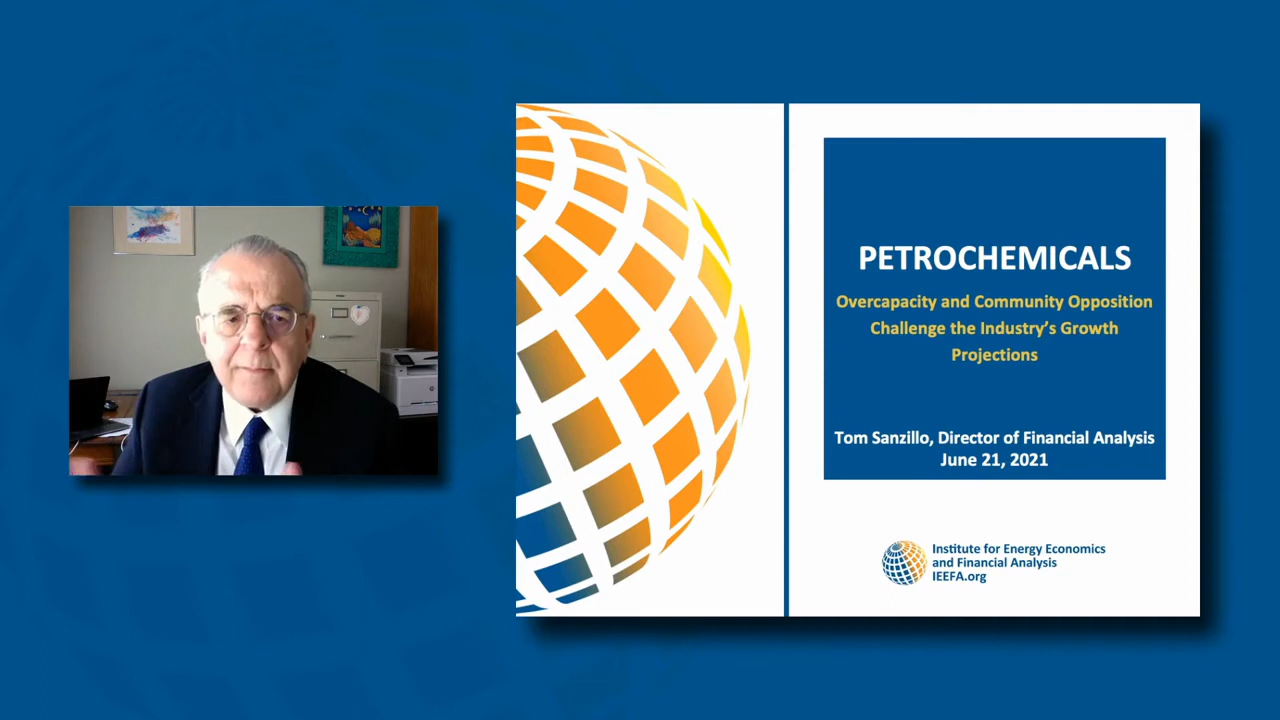 PETROCHEMICALS
Overcapacity and Community Opposition
Challenge the Industry's Growth
Projections
Tom Sanzillo, Director of Financial Analysis
June 21, 2021
Institute for Energy Economics
and Financial Analysis
IEEFA.org